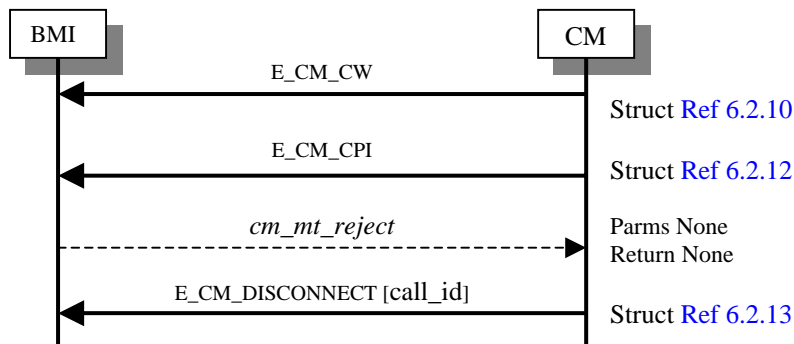 BMI
CM
E_CM_CW
Struct Ref 6.2.10
E_CM_CPI
Struct Ref 6.2.12
cm_mt_reject
Parms None
Return None
E_CM_DISCONNECT [call_id]
Struct Ref 6.2.13